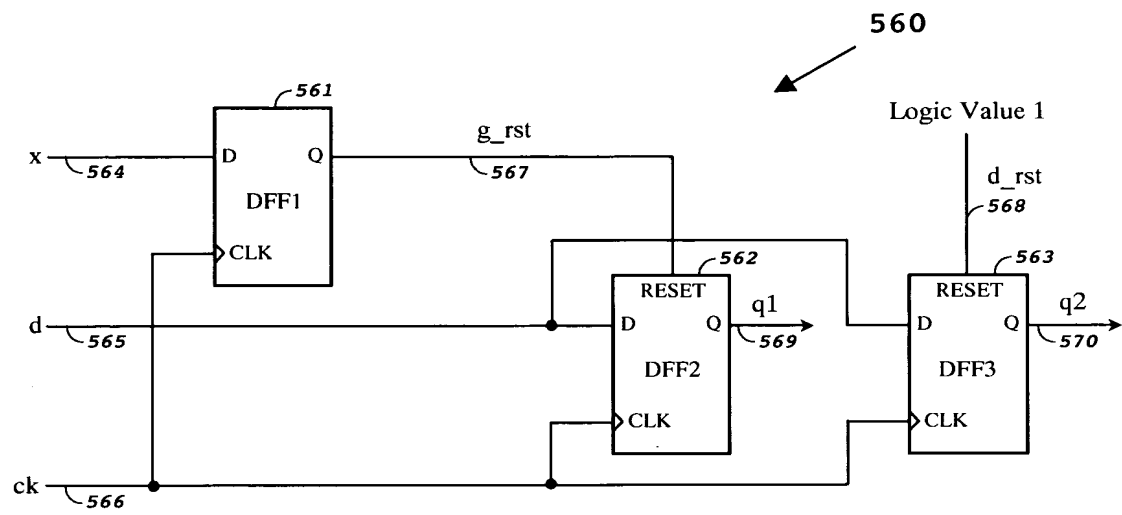 560
561
Logic Value 1
g_rst
x
564
D
Q
567
d_rst
DFF1
568
CLK
562
563
RESET
RESET
q1
q2
d
565
D
Q
569
D
Q
570
DFF2
DFF3
CLK
CLK
ck
566